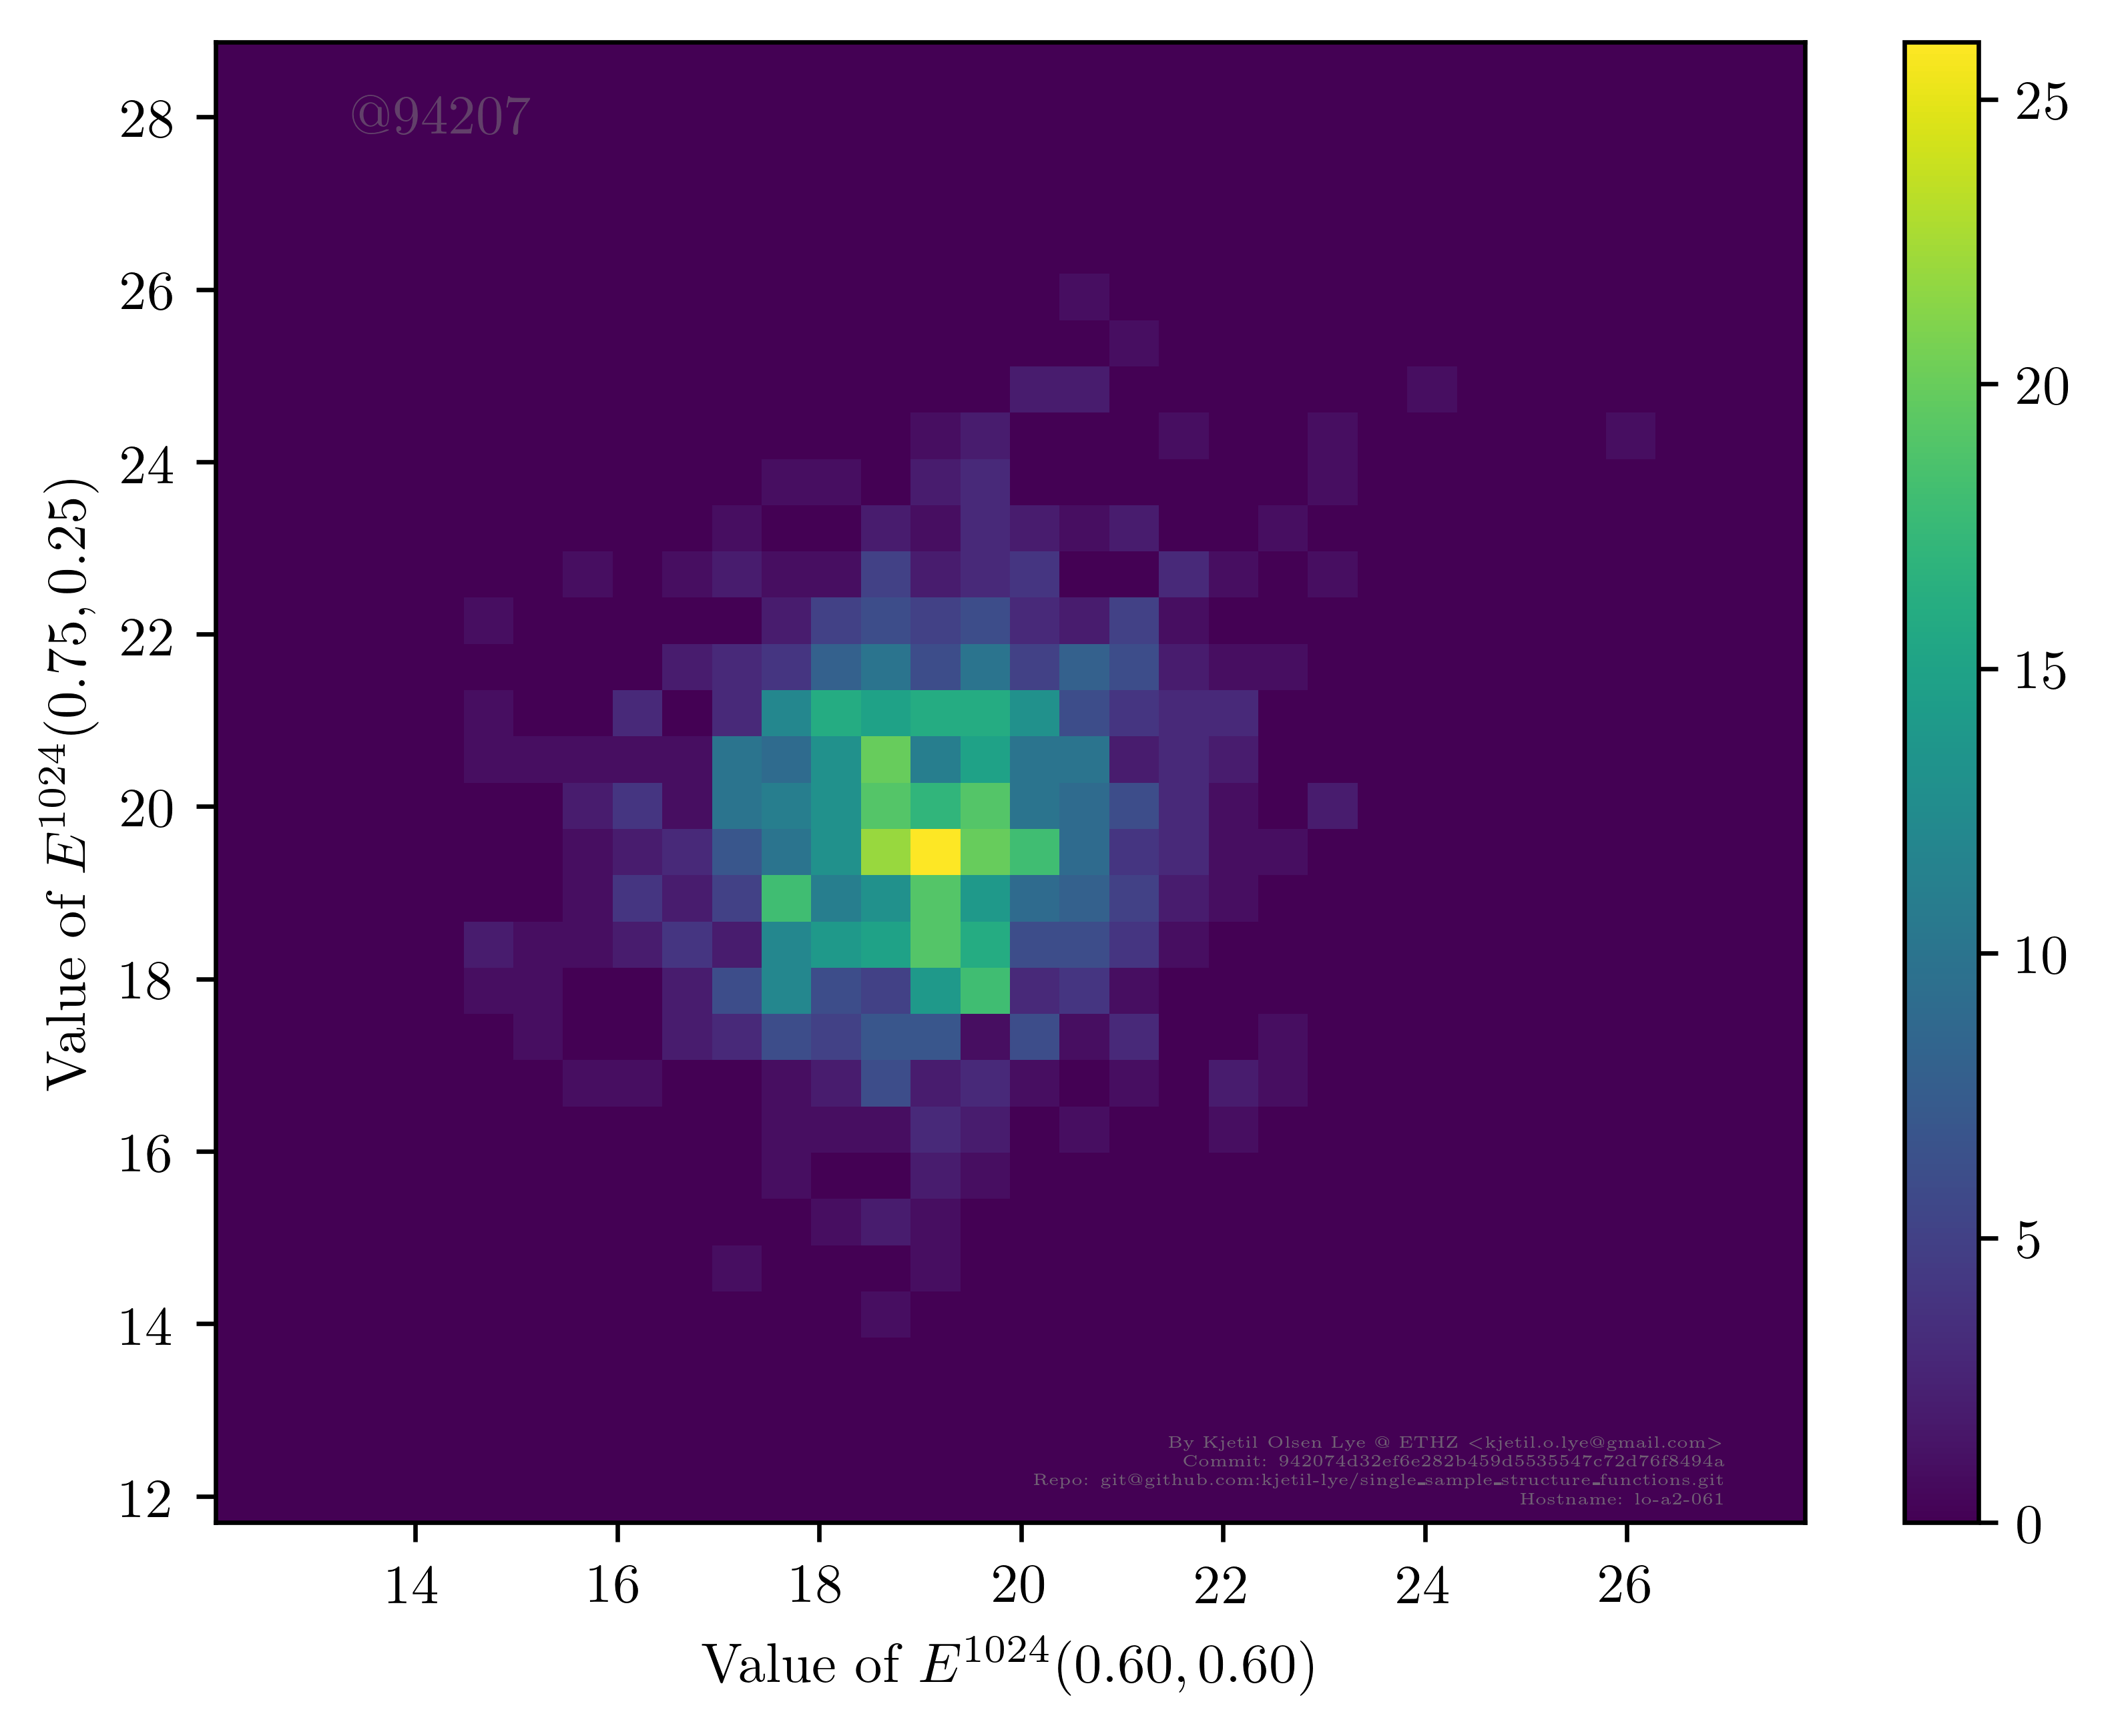 @94207
28
26
24
22
20
18
16
14
12
Value of E^1024(0.75, 0.25)
14 16 18 20 22 24 26
Value of E^1024(0.60, 0.60)
25
20
15
10
5
0
By Kjetil Olsen Lye @ ETHZ <kjetil.o.lye@gmail.com>
Commit: 942074d32ef6e282b459d5535547c72d76f8494a
Repo: git@github.com:kjetil-lye/single_sample_structure_functions.git
Hostname: lo-a2-061